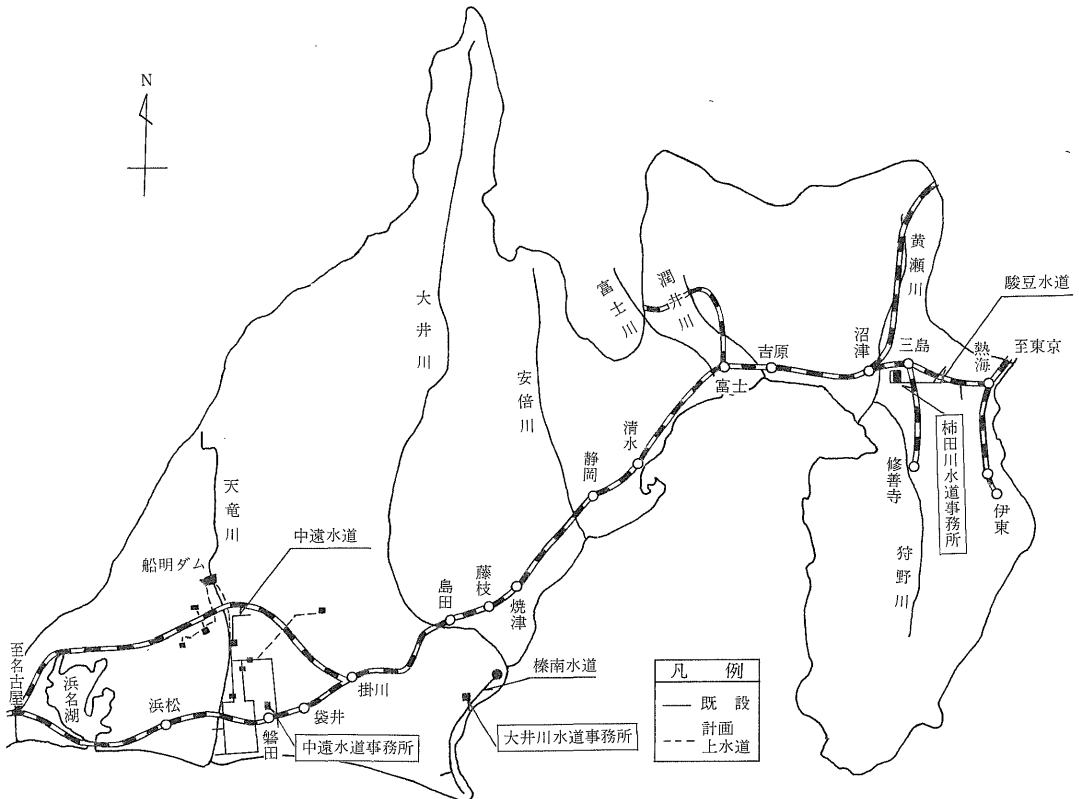 N
大井川
安倍川
富士川
潤井川
黄瀬川
駿豆水道
沼津
三島
熱海
至東京
吉原
富士
清水
静岡
修善寺
柿田川水道事務所
伊東
狩野川
天竜川
中遠水道
船明ダム
島田
藤枝
焼津
至名古屋
浜名湖
浜松
掛川
袋井
磐田
中遠水道事務所
榛南水道
大井川水道事務所
凡例
既設
計画
上水道